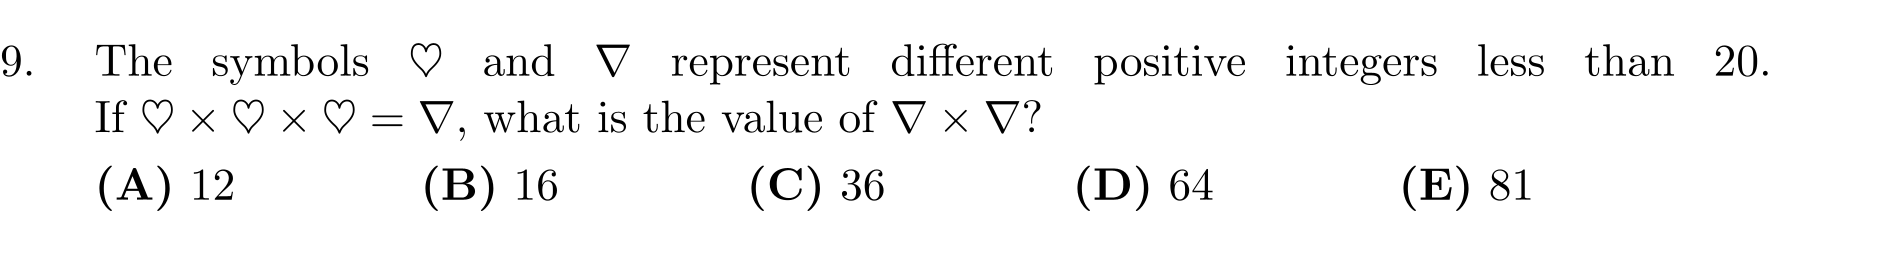 9. The symbols ♡ and ∇ represent different positive integers less than 20.
If ♡ × ♡ × ♡ = ∇, what is the value of ∇ × ∇?
(A) 12 (B) 16 (C) 36 (D) 64 (E) 81